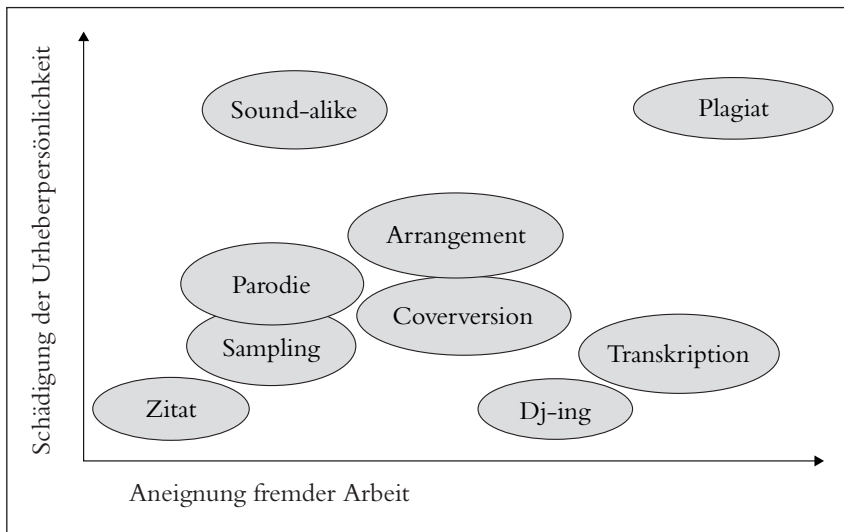 Schädigung der Urheberpersönlichkeit
Sound-alike
Plagiat
Arrangement
Parodie
Coverversion
Sampling
Transkription
Zitat
Dj-ing
Aneignung fremder Arbeit